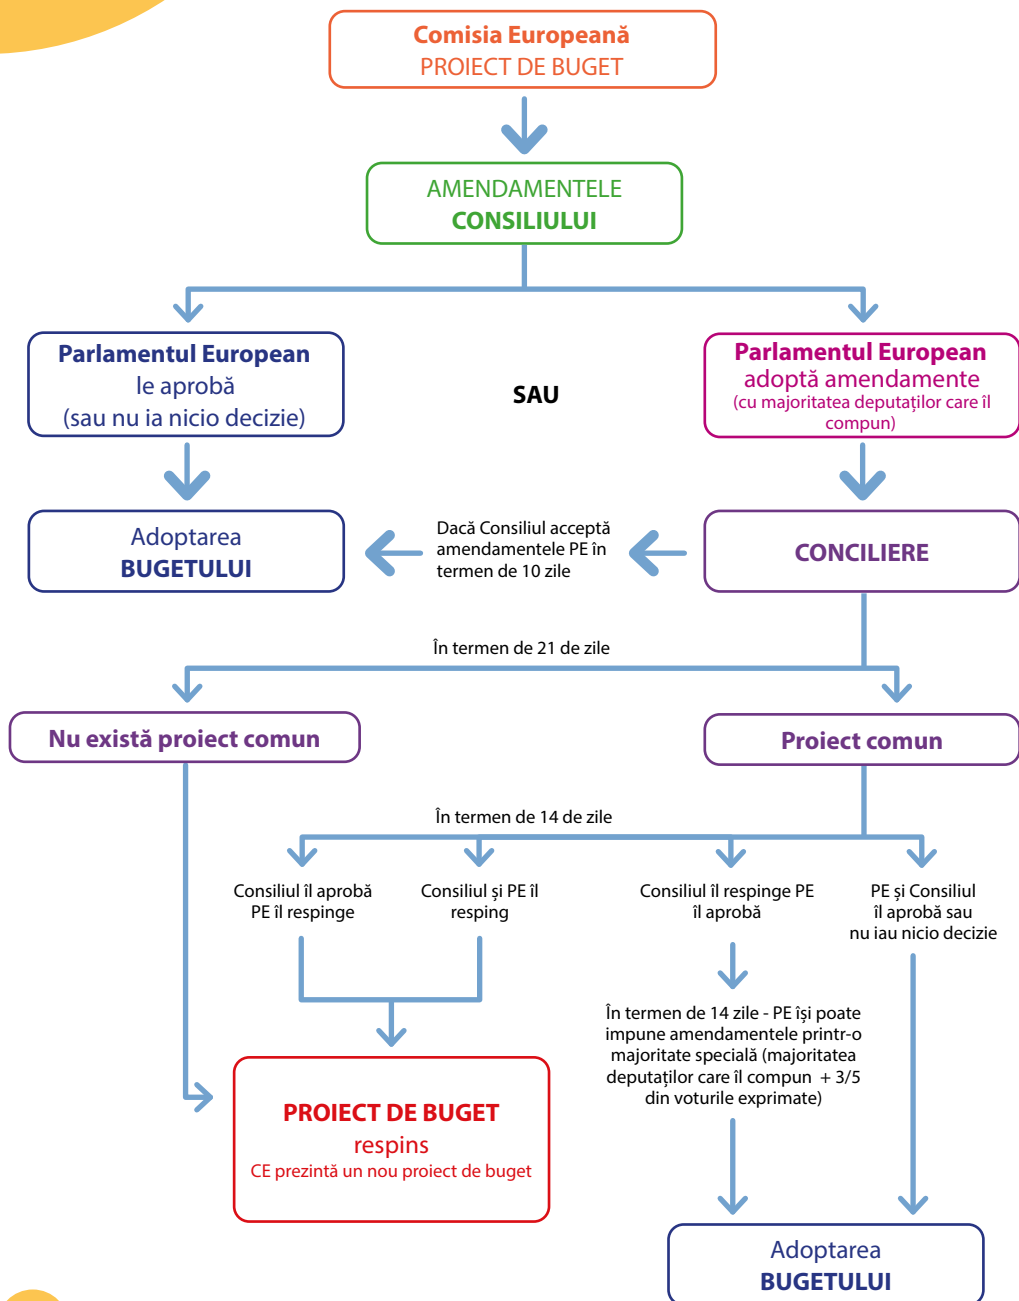 Comisia Europeană
PROIECT DE BUGET
AMENDAMENTELE
CONSILIULUI
Parlamentul European
le aprobă
(sau nu ia nicio decizie)
SAU
Parlamentul European
adoptă amendamente
(cu majoritatea deputaților care îl
compun)
Adoptarea
BUGETULUI
Dacă Consiliul acceptă
amendamentele PE în
termen de 10 zile
CONCILIERE
În termen de 21 de zile
Nu există proiect comun
Proiect comun
În termen de 14 de zile
Consiliul îl aprobă
PE îl respinge
Consiliul și PE îl
resping
Consiliul îl respinge PE
îl aprobă
PE și Consiliul
îl aprobă sau
nu iau nicio decizie
În termen de 14 zile - PE își poate
impune amendamentele printr-o
majoritate specială (majoritatea
deputaților care îl compun + 3/5
din voturile exprimate)
PROIECT DE BUGET
respins
CE prezintă un nou proiect de buget
Adoptarea
BUGETULUI